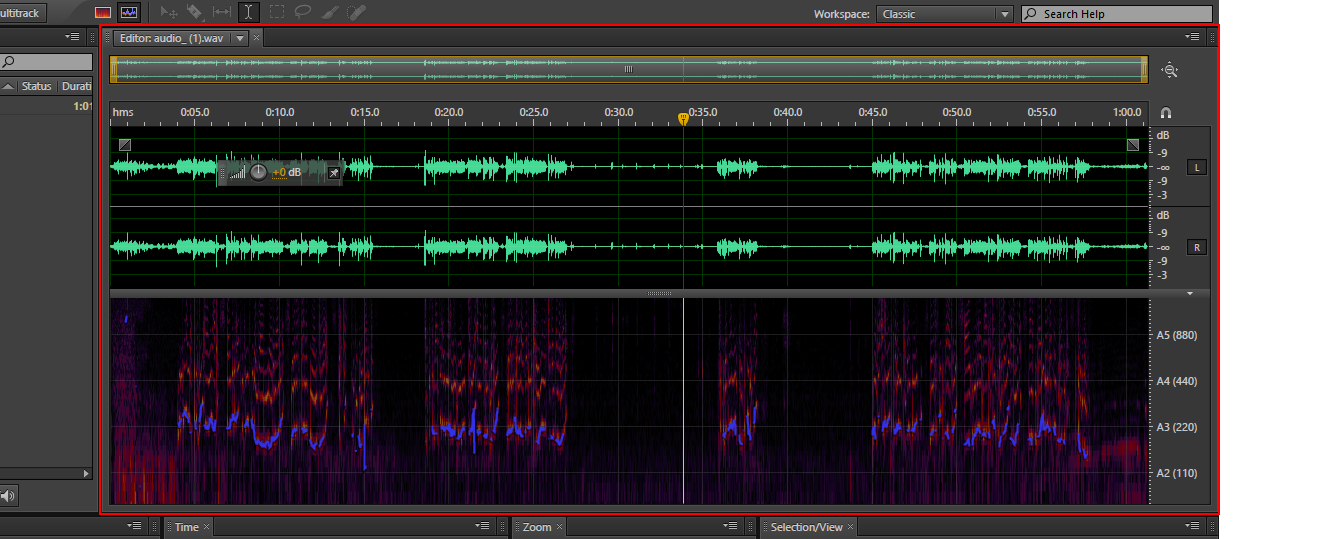 ultitrack
Workspace: Classic Search Help
Editor: audio_ (1).wav
Status Durati
1:01
hms 0:05.0 0:10.0 0:15.0 0:20.0 0:25.0 0:30.0 0:35.0 0:40.0 0:45.0 0:50.0 0:55.0 1:00.0
dB
-9
-∞
-9
-3
L
+0 dB
dB
-9
-∞
-9
-3
R
A5 (880)
A4 (440)
A3 (220)
A2 (110)
Time Zoom Selection/View